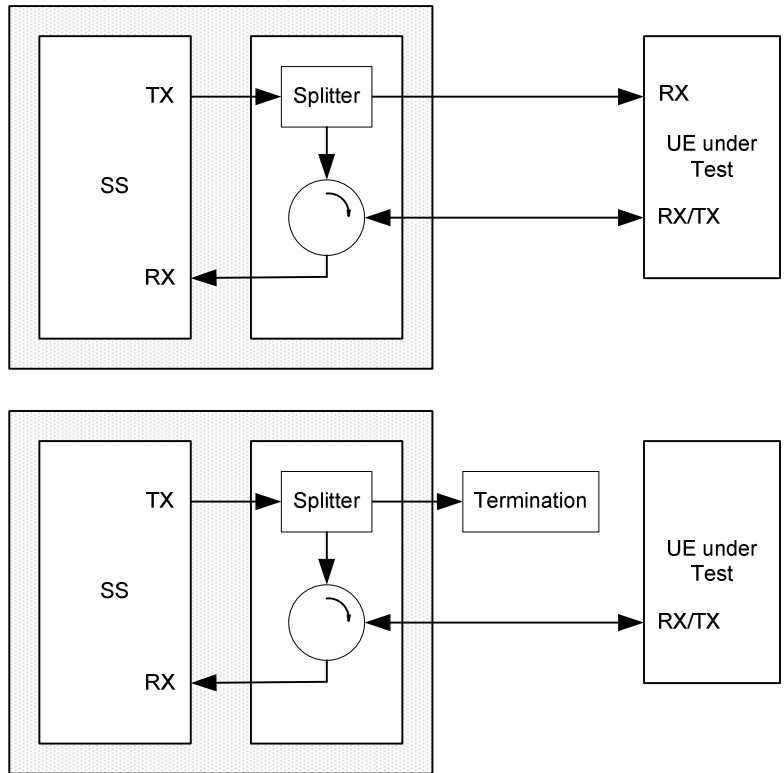 TX
Splitter
RX
UE under
Test
SS
RX/TX
RX
TX
Splitter
Termination
UE under
Test
SS
RX/TX
RX